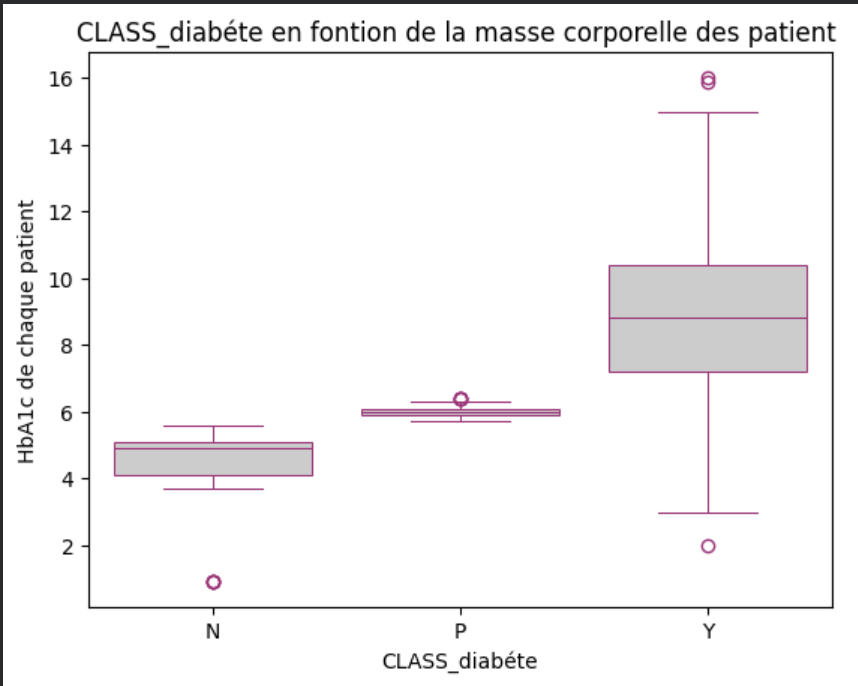 CLASS_diabéte en fontion de la masse corporelle des patient
16
14
12
10
8
6
4
2
HbA1c de chaque patient
N P Y
CLASS_diabéte